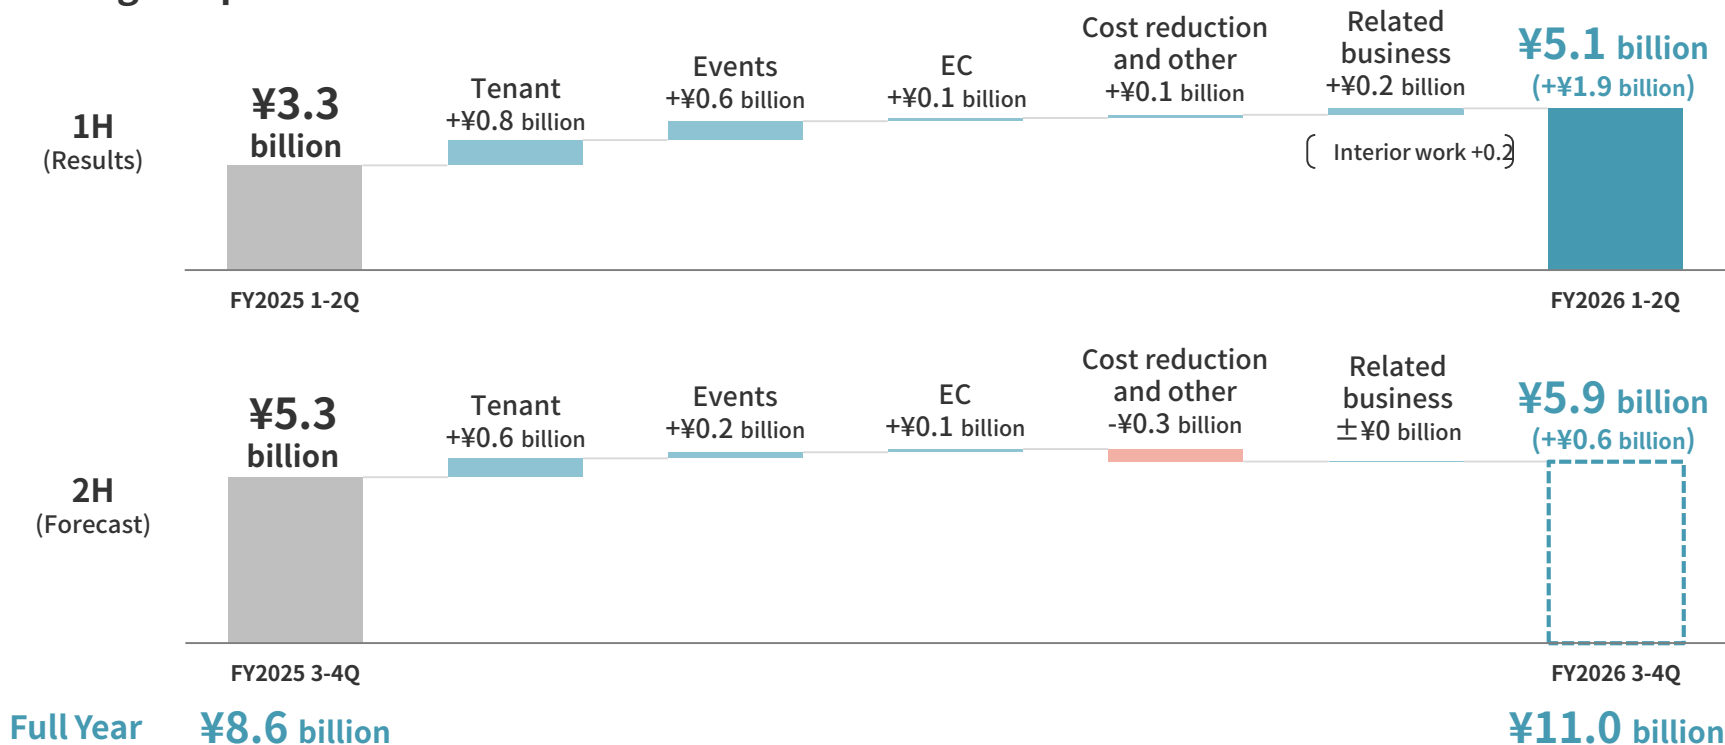 1H
(Results)
¥3.3
billion
Tenant
+¥0.8 billion
Events
+¥0.6 billion
EC
+¥0.1 billion
Cost reduction
and other
+¥0.1 billion
Related
business
+¥0.2 billion
( Interior work +0.2)
¥5.1 billion
(+¥1.9 billion)
FY2025 1-2Q
FY2026 1-2Q
2H
(Forecast)
¥5.3
billion
Tenant
+¥0.6 billion
Events
+¥0.2 billion
EC
+¥0.1 billion
Cost reduction
and other
-¥0.3 billion
Related
business
±¥0 billion
¥5.9 billion
(+¥0.6 billion)
FY2025 3-4Q
FY2026 3-4Q
Full Year ¥8.6 billion
¥11.0 billion